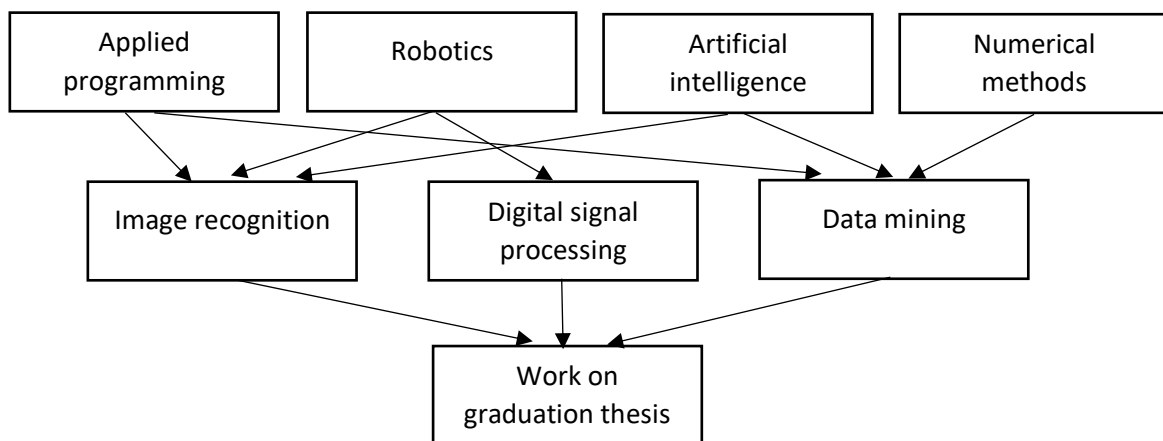 Applied
programming
Robotics
Artificial
intelligence
Numerical
methods
Image recognition
Digital signal
processing
Data mining
Work on
graduation thesis